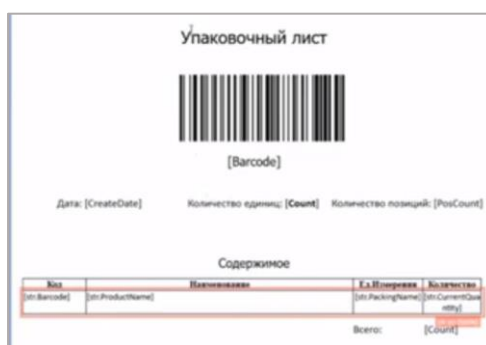 Упаковочный лист
[Barcode]
Дата: [CreateDate] Количество единиц: [Count] Количество позиций: [PosCount]
Содержимое
Код Наименование Ед.Измерения Количество
[str.Barcode] [str.ProductName] [str.PackingName] [str.CurrentQua
ntity]
Всего: [Count]